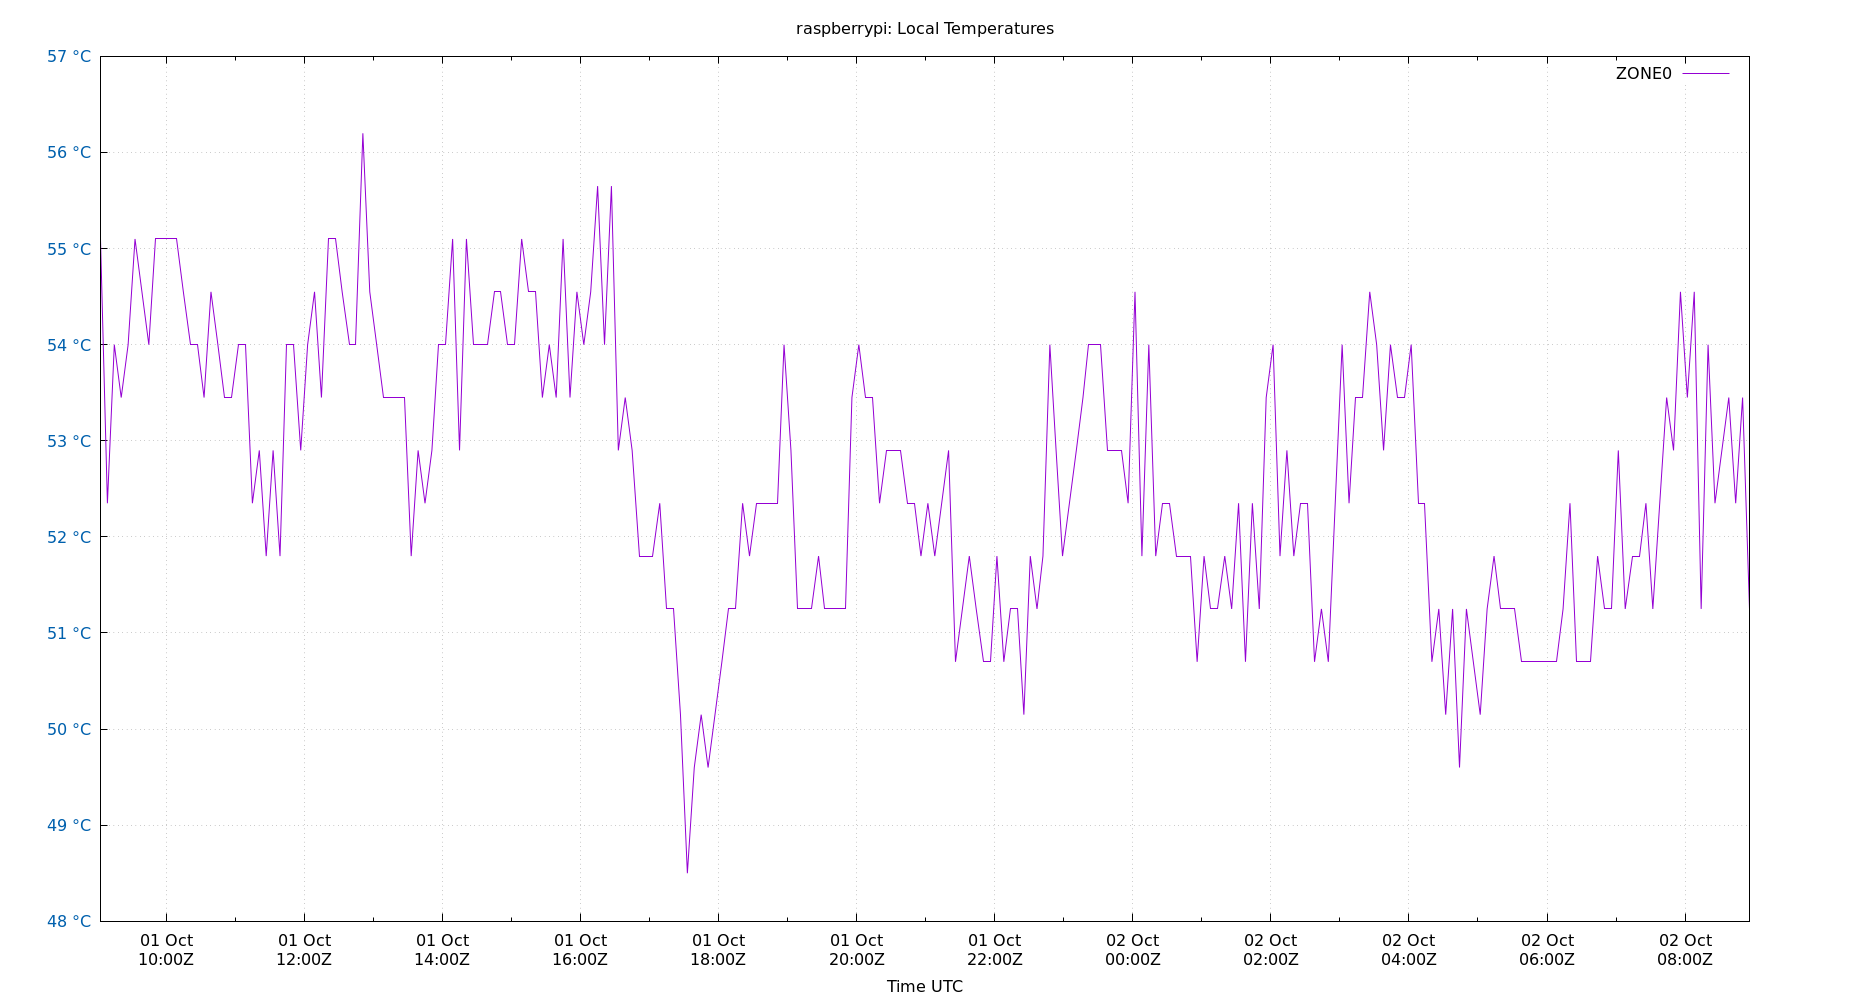 raspberrypi: Local Temperatures
57 °C
ZONE0
56 °C
55 °C
54 °C
53 °C
52 °C
51 °C
50 °C
49 °C
48 °C
01 Oct 01 Oct 01 Oct 01 Oct 01 Oct 01 Oct 01 Oct 02 Oct 02 Oct 02 Oct 02 Oct 02 Oct
10:00Z 12:00Z 14:00Z 16:00Z 18:00Z 20:00Z 22:00Z 00:00Z 02:00Z 04:00Z 06:00Z 08:00Z
Time UTC